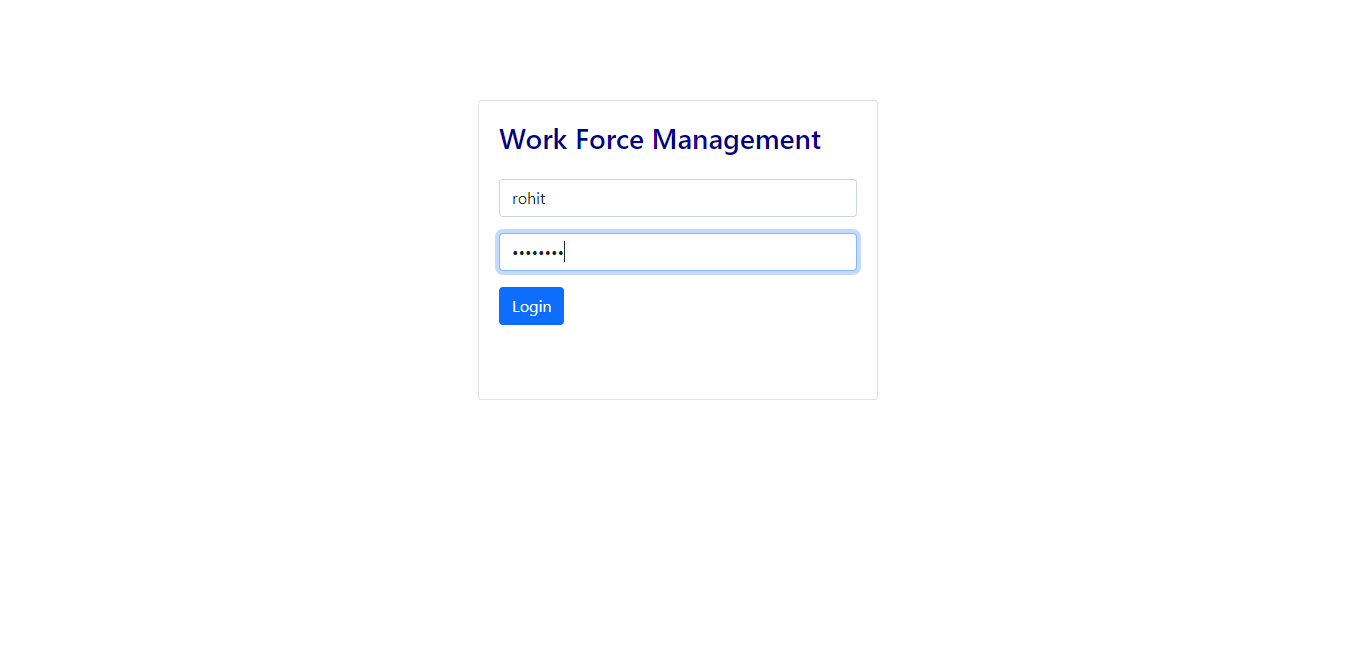 Work Force Management
rohit
••••••••
Login